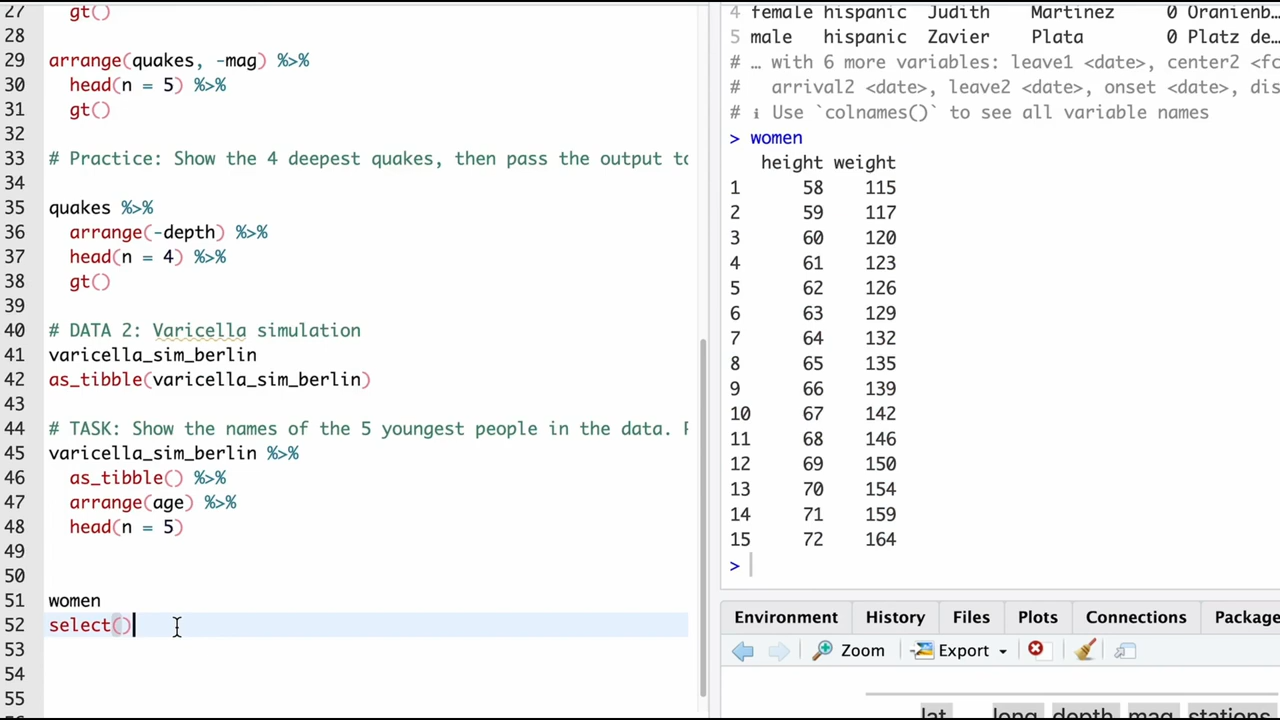 27 gt()
28
29 arrange(quakes, -mag) %>%
30 head(n = 5) %>%
31 gt()
32
33 # Practice: Show the 4 deepest quakes, then pass the output to
34
35 quakes %>%
36 arrange(-depth) %>%
37 head(n = 4) %>%
38 gt()
39
40 # DATA 2: Varicella simulation
41 varicella_sim_berlin
42 as_tibble(varicella_sim_berlin)
43
44 # TASK: Show the names of the 5 youngest people in the data.
45 varicella_sim_berlin %>%
46 as_tibble() %>%
47 arrange(age) %>%
48 head(n = 5)
49
50
51 women
52 select()
53
54
55
4 female hispanic Judith Martinez 0 Oranienb…
5 male hispanic Zavier Plata 0 Platz de…
# … with 6 more variables: leave1 <date>, center2 <fc
# arrival2 <date>, leave2 <date>, onset <date>, dis
# ℹ Use `colnames()` to see all variable names
> women
height weight
1 58 115
2 59 117
3 60 120
4 61 123
5 62 126
6 63 129
7 64 132
8 65 135
9 66 139
10 67 142
11 68 146
12 69 150
13 70 154
14 71 159
15 72 164
>
Environment History Files Plots Connections Package
Zoom Export
lat long depth mag stations